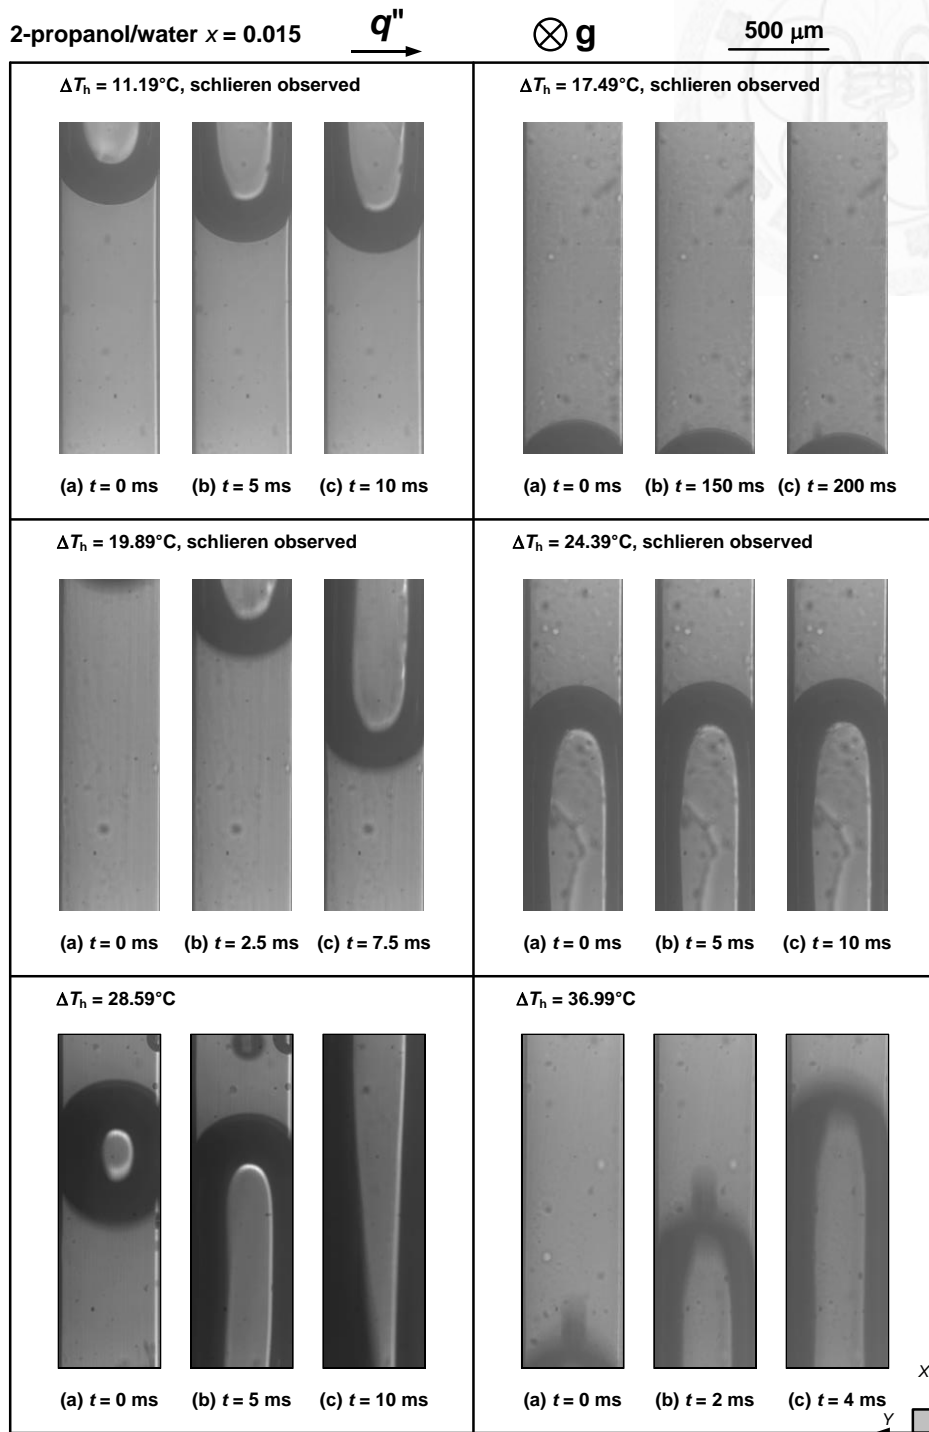 2-propanol/water x = 0.015 q" ⊗ g 500 μm
ΔTh = 11.19°C, schlieren observed
(a) t = 0 ms (b) t = 5 ms (c) t = 10 ms
ΔTh = 17.49°C, schlieren observed
(a) t = 0 ms (b) t = 150 ms (c) t = 200 ms
ΔTh = 19.89°C, schlieren observed
(a) t = 0 ms (b) t = 2.5 ms (c) t = 7.5 ms
ΔTh = 24.39°C, schlieren observed
(a) t = 0 ms (b) t = 5 ms (c) t = 10 ms
ΔTh = 28.59°C
(a) t = 0 ms (b) t = 5 ms (c) t = 10 ms
ΔTh = 36.99°C
(a) t = 0 ms (b) t = 2 ms (c) t = 4 ms
X
Y